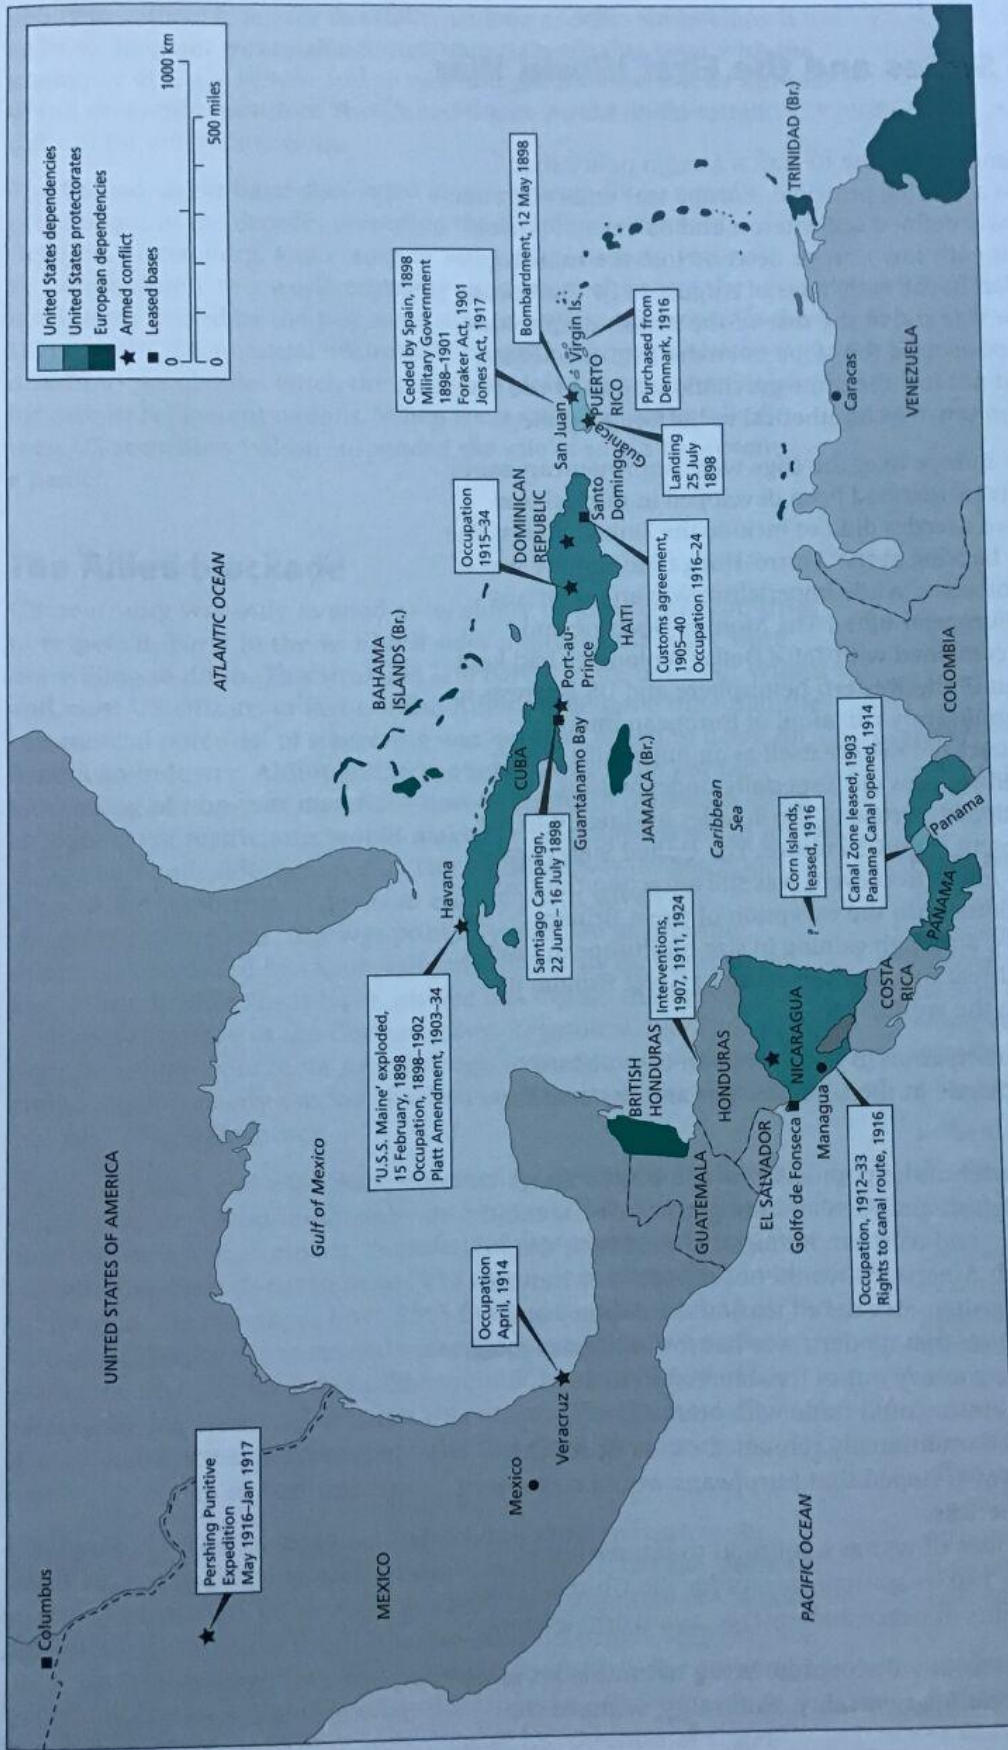 United States dependencies
United States protectorates
European dependencies
Armed conflict
Leased bases
0
1000 km
0
500 miles
UNITED STATES OF AMERICA
ATLANTIC OCEAN
Columbus
Pershing Punitive
Expedition
May 1916–Jan 1917
MEXICO
Mexico
Veracruz
Occupation
April, 1914
Gulf of Mexico
PACIFIC OCEAN
'U.S.S. Maine' exploded,
15 February, 1898
Occupation, 1898–1902
Platt Amendment, 1903–34
Havana
CUBA
BAHAMA
ISLANDS (Br.)
Santiago Campaign,
22 June – 16 July 1898
Guantánamo Bay
JAMAICA (Br.)
Caribbean
Sea
Port-au-
Prince
HAITI
Occupation
1915–34
DOMINICAN
REPUBLIC
Santo
Domingo
Customs agreement,
1905–40
Occupation 1916–24
Ceded by Spain, 1898
Military Government
1898–1901
Foraker Act, 1901
Jones Act, 1917
Bombardment, 12 May 1898
San Juan
PUERTO
RICO
Guánica
Virgin Is.
Landing
25 July
1898
Purchased from
Denmark, 1916
TRINIDAD (Br.)
Caracas
VENEZUELA
COLOMBIA
BRITISH
HONDURAS
Interventions,
1907, 1911, 1924
HONDURAS
GUATEMALA
EL SALVADOR
Golfo de Fonseca
NICARAGUA
Managua
Occupation, 1912–33
Rights to canal route, 1916
COSTA
RICA
Corn Islands,
leased, 1916
Canal Zone leased, 1903
Panama Canal opened, 1914
PANAMA
Panama